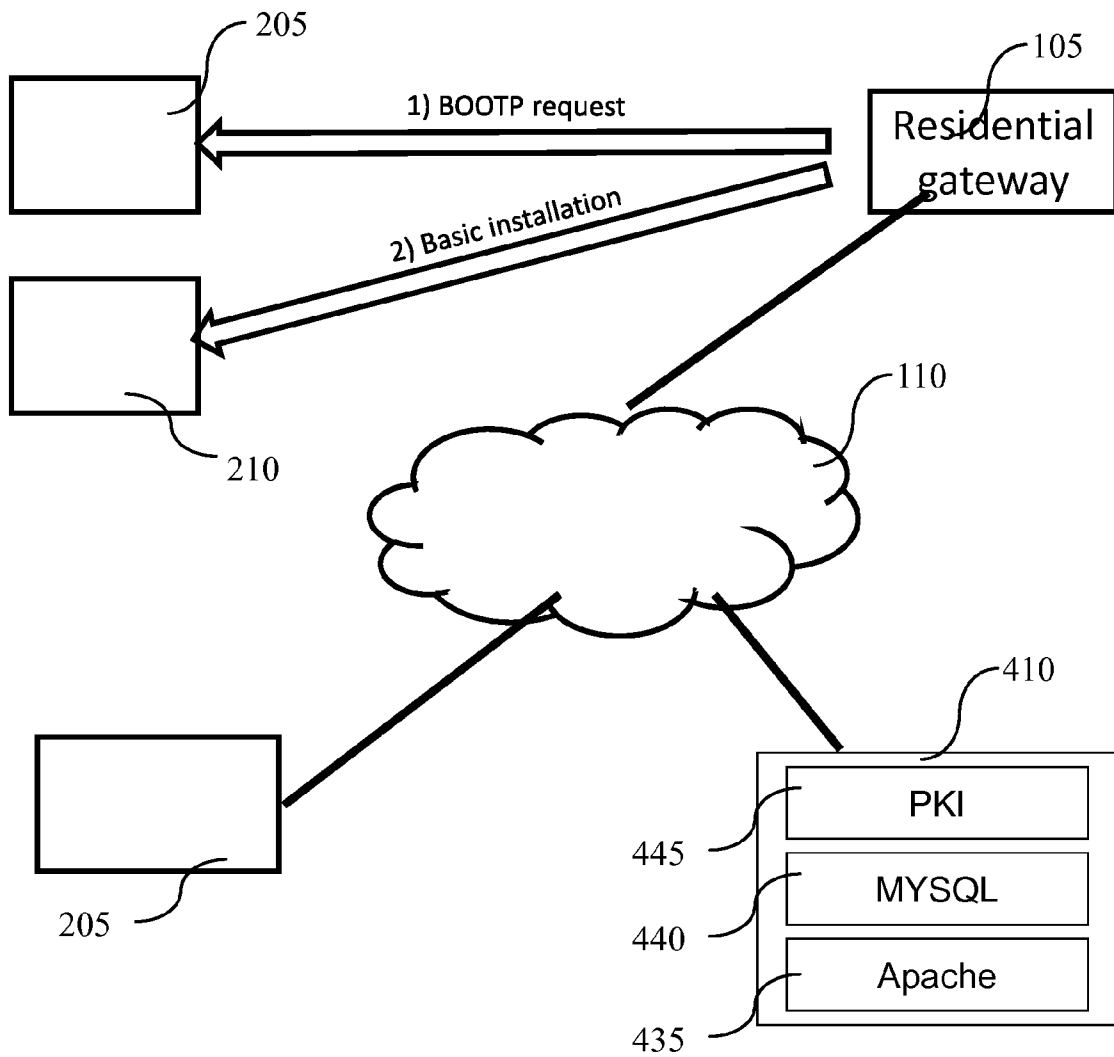 205
105
1) BOOTP request
Residential
gateway
2) Basic installation
110
210
410
PKI
445
MYSQL
205
440
Apache
435